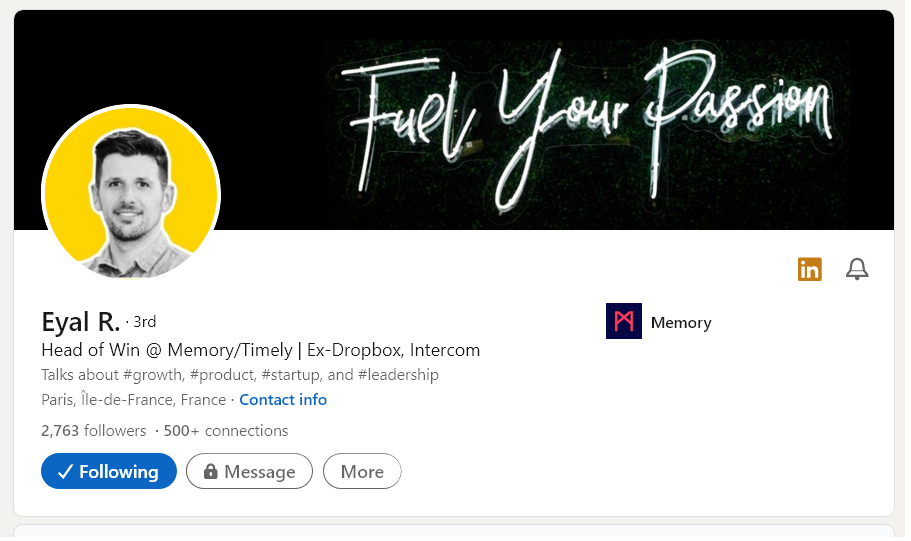 Fuel Your Passion
in
Eyal R. · 3rd
Memory
Head of Win @ Memory/Timely | Ex-Dropbox, Intercom
Talks about #growth, #product, #startup, and #leadership
Paris, Île-de-France, France · Contact info
2,763 followers · 500+ connections
Following
Message
More